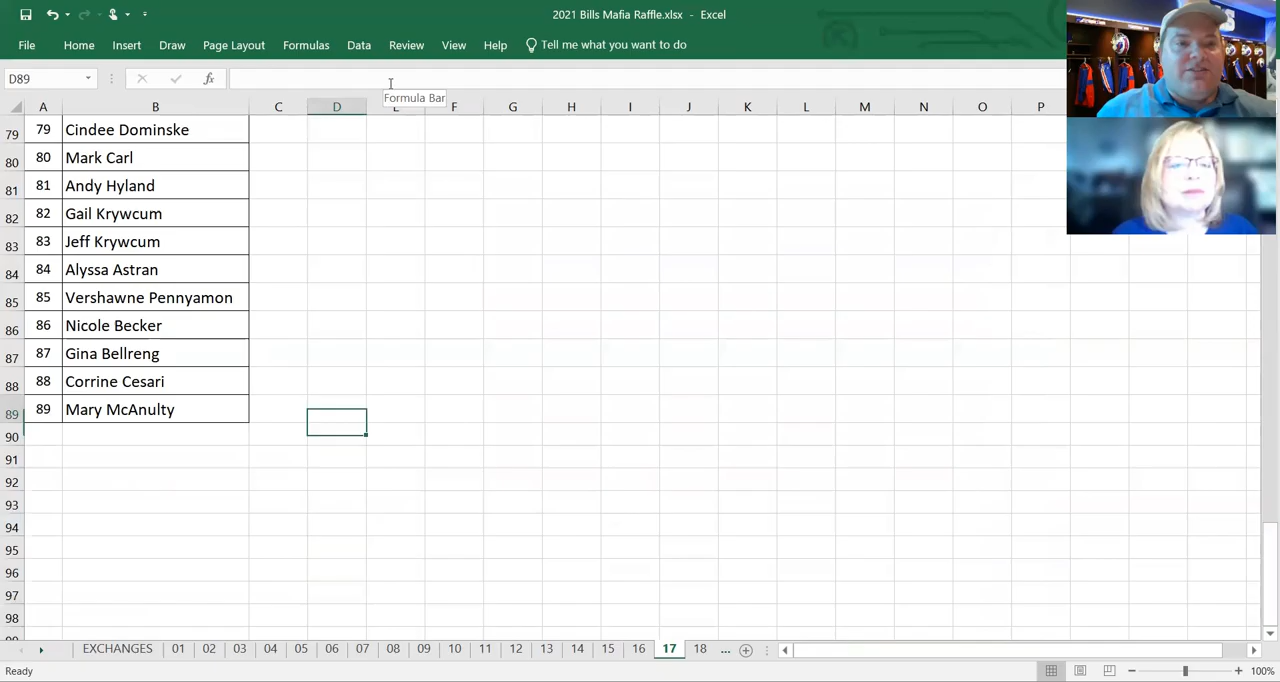 2021 Bills Mafia Raffle.xlsx - Excel
File Home Insert Draw Page Layout Formulas Data Review View Help Tell me what you want to do
D89 fx
Formula Bar
A B C D E F G H I J K L M N O P
79 79 Cindee Dominske
80 80 Mark Carl
81 81 Andy Hyland
82 82 Gail Krywcum
83 83 Jeff Krywcum
84 84 Alyssa Astran
85 85 Vershawne Pennyamon
86 86 Nicole Becker
87 87 Gina Bellreng
88 88 Corrine Cesari
89 89 Mary McAnulty
90
91
92
93
94
95
96
97
98
99
EXCHANGES 01 02 03 04 05 06 07 08 09 10 11 12 13 14 15 16 17 18 ...
Ready 100%